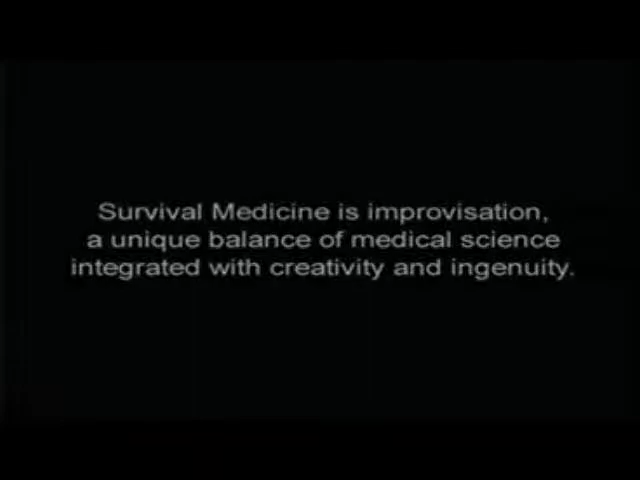 Survival Medicine is improvisation,
a unique balance of medical science
integrated with creativity and ingenuity.